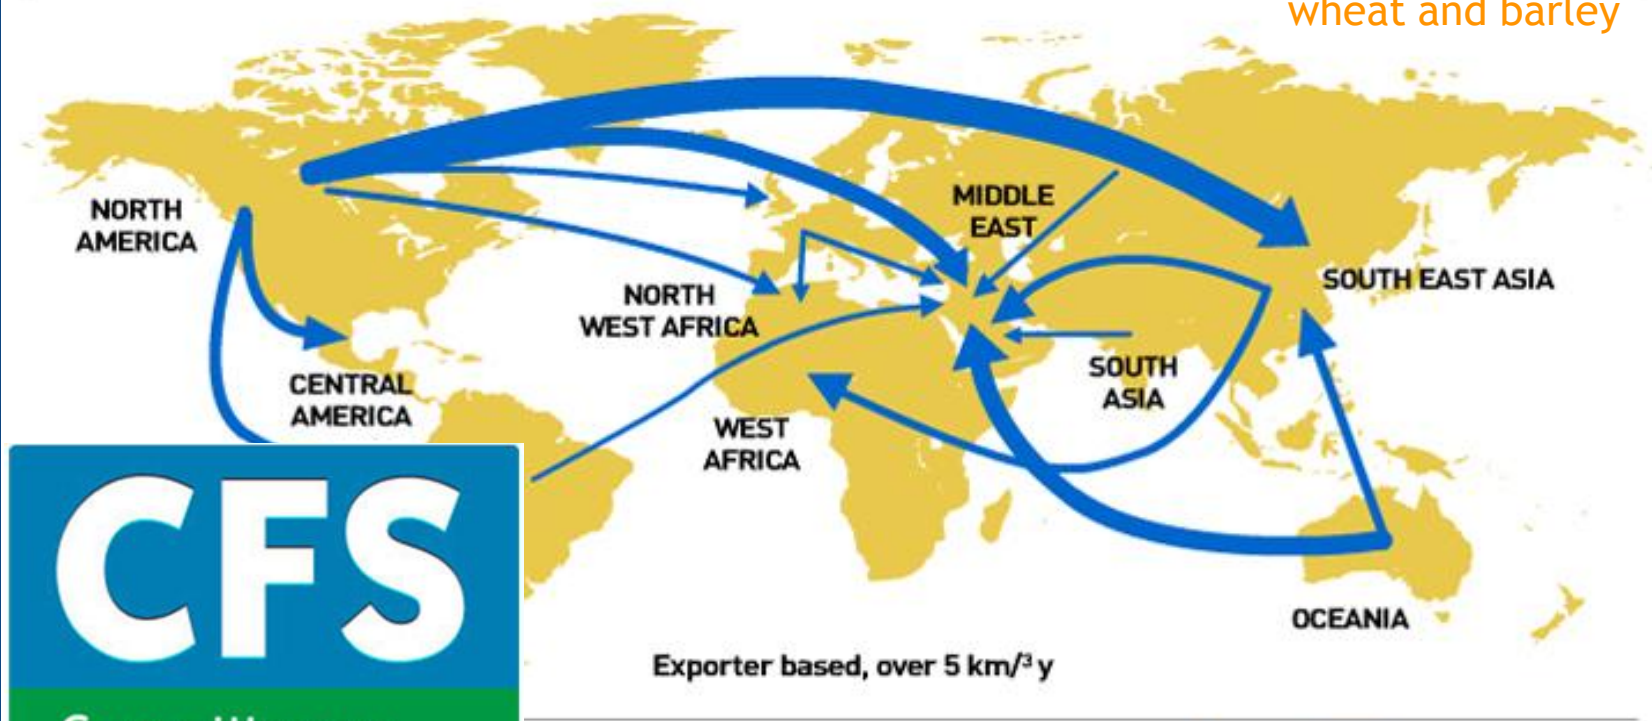 wheat and barley
NORTH
AMERICA
MIDDLE
EAST
NORTH
WEST AFRICA
SOUTH EAST ASIA
CENTRAL
AMERICA
SOUTH
ASIA
WEST
AFRICA
CFS
OCEANIA
Exporter based, over 5 km/³ y